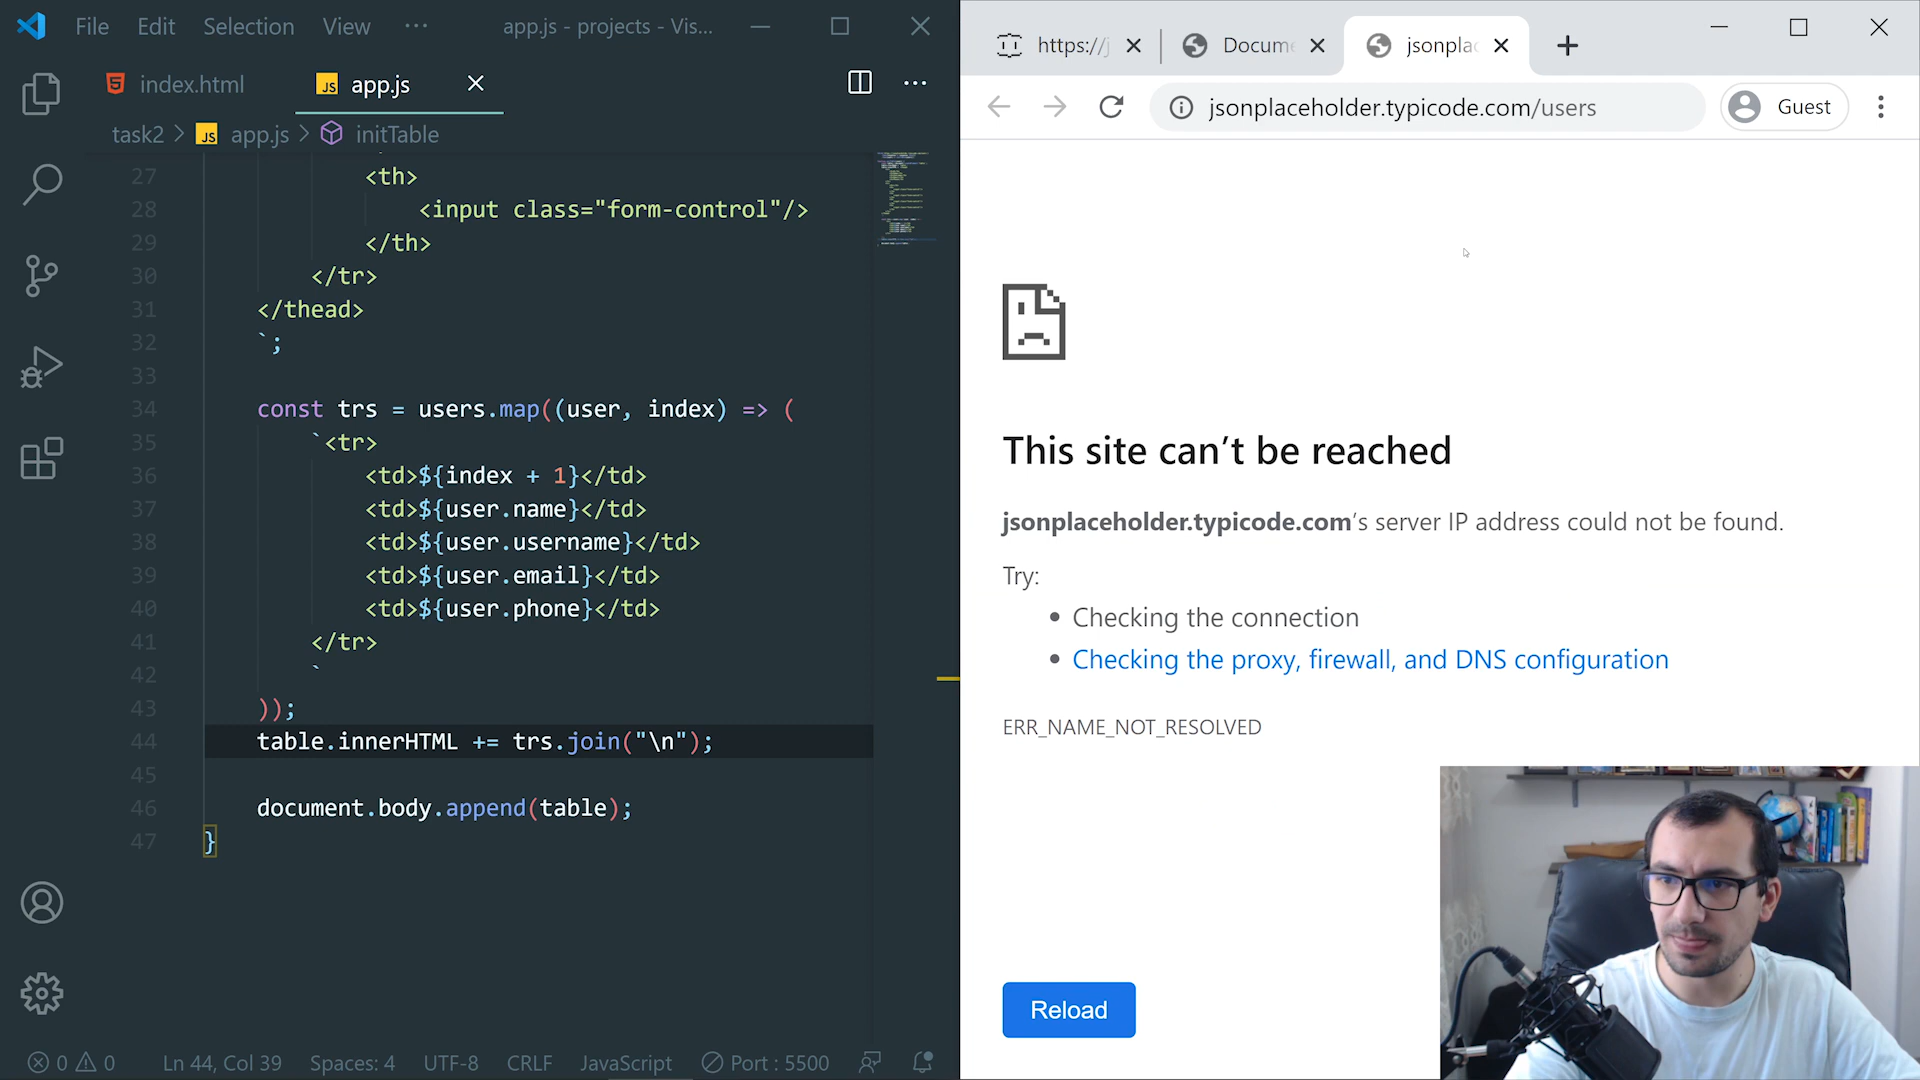 File Edit Selection View ··· app.js - projects - Vis...
index.html
JS app.js
task2 > JS app.js > initTable
27 <th>
28 <input class="form-control"/>
29 </th>
30 </tr>
31 </thead>
32 `;
33
34 const trs = users.map((user, index) => (
35 `<tr>
36 <td>${index + 1}</td>
37 <td>${user.name}</td>
38 <td>${user.username}</td>
39 <td>${user.email}</td>
40 <td>${user.phone}</td>
41 </tr>
42 `
43 ));
44 table.innerHTML += trs.join("\n");
45
46 document.body.append(table);
47 }
0 0 Ln 44, Col 39 Spaces: 4 UTF-8 CRLF JavaScript Port : 5500
https://j Docume jsonplac
jsonplaceholder.typicode.com/users Guest
This site can't be reached
jsonplaceholder.typicode.com's server IP address could not be found.
Try:
• Checking the connection
• Checking the proxy, firewall, and DNS configuration
ERR_NAME_NOT_RESOLVED
Reload